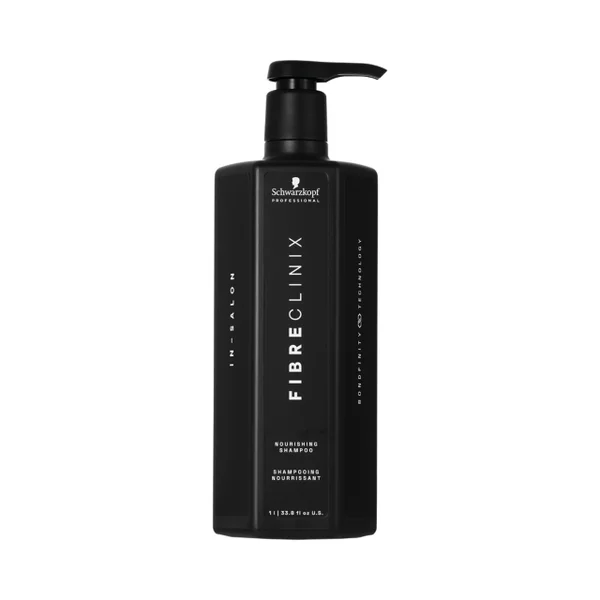 Schwarzkopf
PROFESSIONAL
IN-SALON
FIBRECLINIX
BONDFINITY TECHNOLOGY
NOURISHING
SHAMPOO
SHAMPOOING
NOURRISSANT
1 l | 33.8 fl oz U.S.